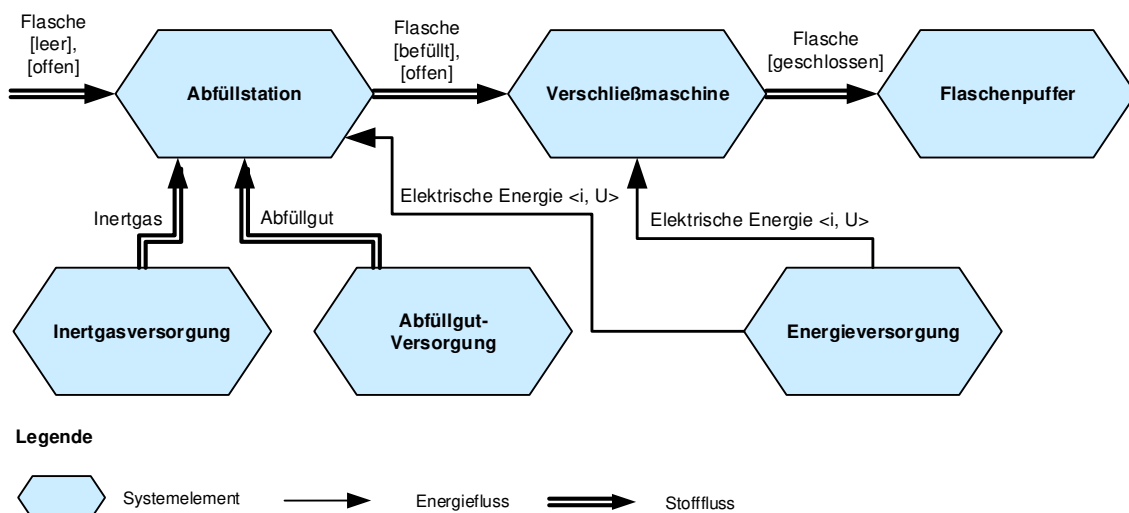 Flasche
[leer],
[offen]
Flasche
[befüllt],
[offen]
Flasche
[geschlossen]
Abfüllstation
Verschließmaschine
Flaschenpuffer
Inertgas
Abfüllgut
Elektrische Energie <i, U>
Elektrische Energie <i, U>
Inertgasversorgung
Abfüllgut-
Versorgung
Energieversorgung
Legende
Systemelement
Energiefluss
Stofffluss